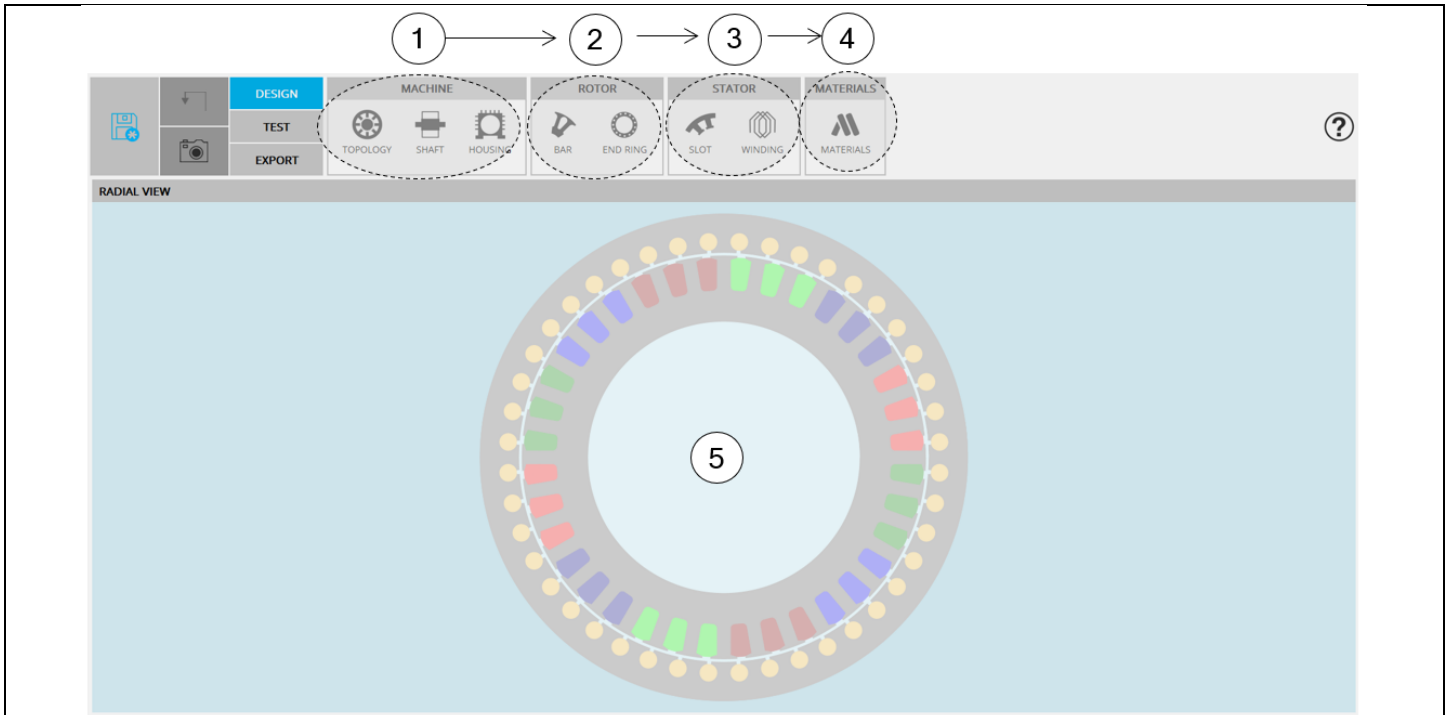 1 2 3 4
DESIGN
TEST
EXPORT
MACHINE
TOPOLOGY SHAFT HOUSING
ROTOR
BAR END RING
STATOR
SLOT WINDING
MATERIALS
MATERIALS
?
RADIAL VIEW
5